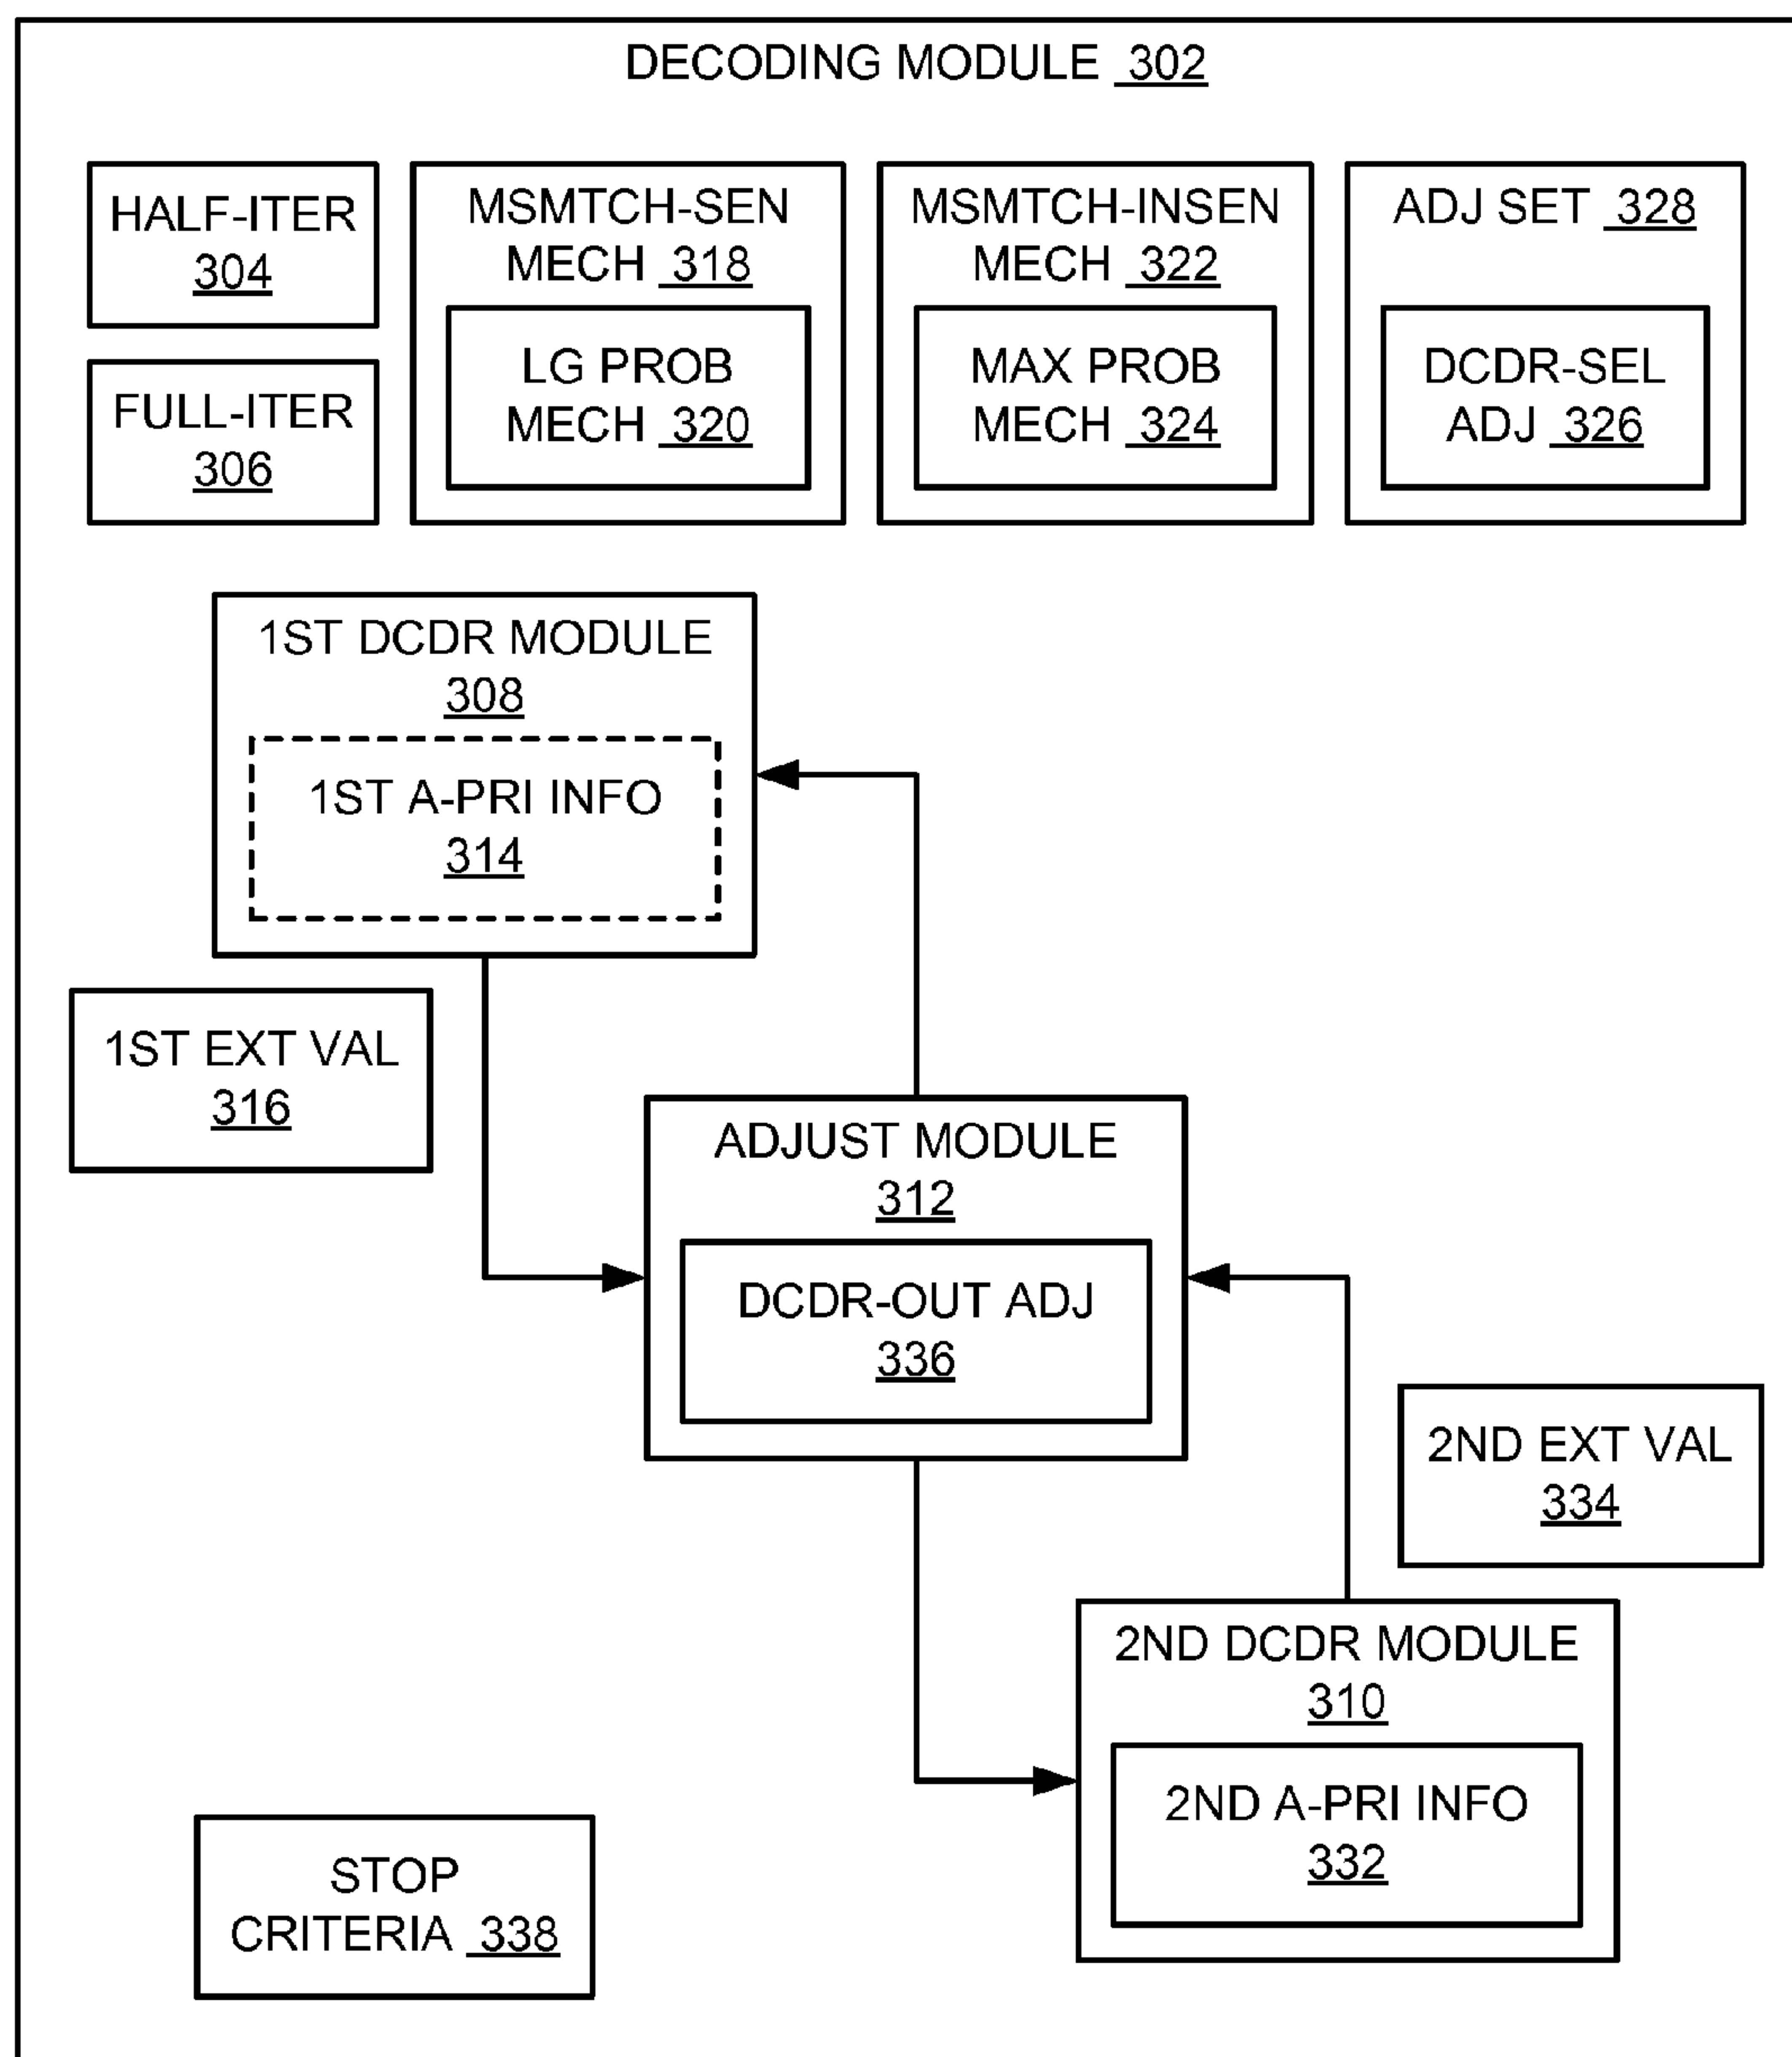 DECODING MODULE 302
HALF-ITER
304
FULL-ITER
306
MSMTCH-SEN
MECH 318
LG PROB
MECH 320
MSMTCH-INSEN
MECH 322
MAX PROB
MECH 324
ADJ SET 328
DCDR-SEL
ADJ 326
1ST DCDR MODULE
308
1ST A-PRI INFO
314
1ST EXT VAL
316
ADJUST MODULE
312
DCDR-OUT ADJ
336
2ND EXT VAL
334
2ND DCDR MODULE
310
2ND A-PRI INFO
332
STOP
CRITERIA 338